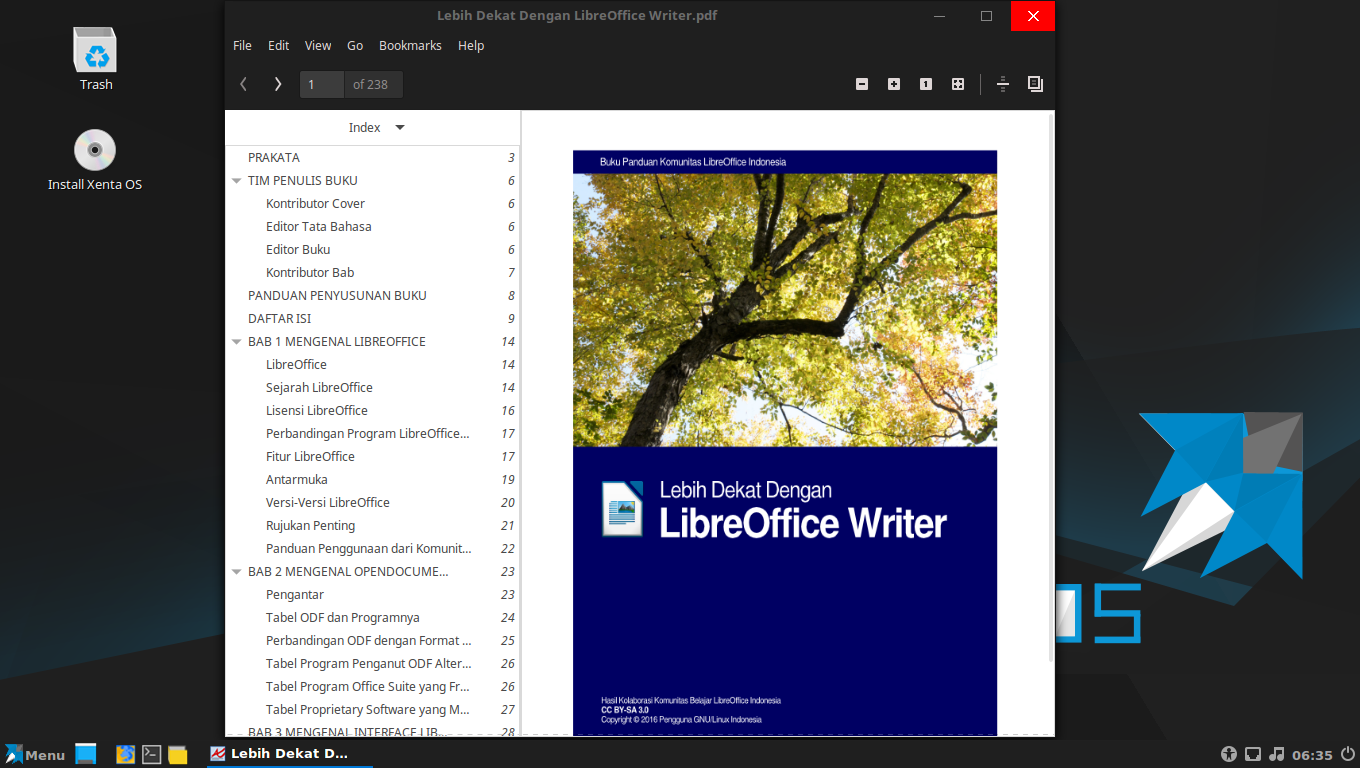 Lebih Dekat Dengan LibreOffice Writer.pdf
File Edit View Go Bookmarks Help
1 of 238
Trash
Install Xenta OS
Index
PRAKATA 3
TIM PENULIS BUKU 6
Kontributor Cover 6
Editor Tata Bahasa 6
Editor Buku 6
Kontributor Bab 7
PANDUAN PENYUSUNAN BUKU 8
DAFTAR ISI 9
BAB 1 MENGENAL LIBREOFFICE 14
LibreOffice 14
Sejarah LibreOffice 14
Lisensi LibreOffice 16
Perbandingan Program LibreOffice... 17
Fitur LibreOffice 17
Antarmuka 19
Versi-Versi LibreOffice 20
Rujukan Penting 21
Panduan Penggunaan dari Komunit... 22
BAB 2 MENGENAL OPENDOCUME... 23
Pengantar 23
Tabel ODF dan Programnya 24
Perbandingan ODF dengan Format ... 25
Tabel Program Penganut ODF Alter... 26
Tabel Program Office Suite yang Fr... 26
Tabel Proprietary Software yang M... 27
BAB 3 MENGENAL INTERFACE LIB... 28
Buku Panduan Komunitas LibreOffice Indonesia
Lebih Dekat Dengan
LibreOffice Writer
Hasil Kolaborasi Komunitas Belajar LibreOffice Indonesia
CC BY-SA 3.0
Copyright © 2016 Pengguna GNU/Linux Indonesia
OS
Menu
Lebih Dekat D...
06:35